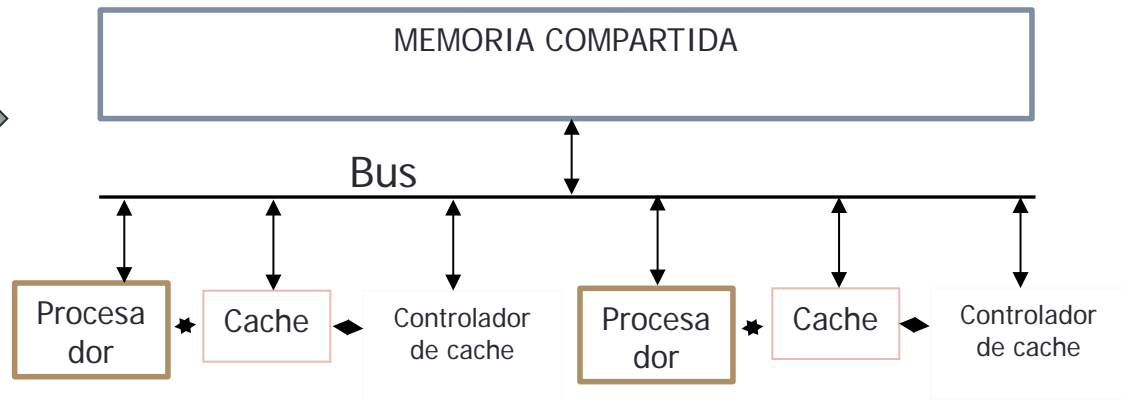 MEMORIA COMPARTIDA
Bus
Procesa
dor
Cache
Controlador
de cache
Procesa
dor
Cache
Controlador
de cache